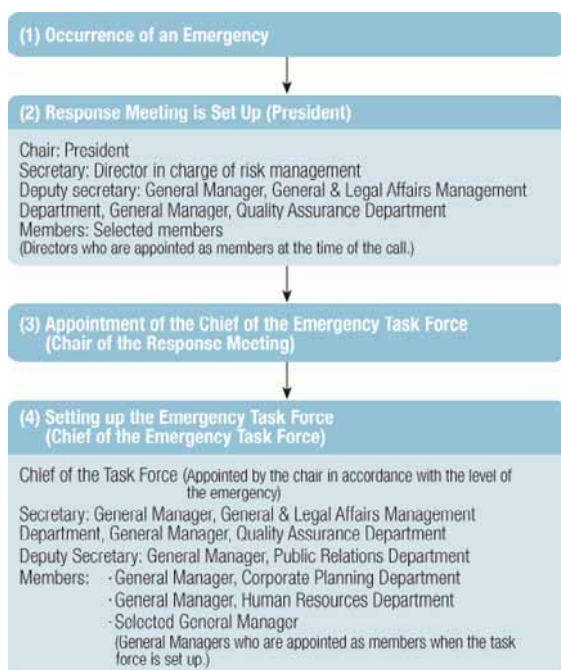 (1) Occurrence of an Emergency
(2) Response Meeting is Set Up (President)
Chair: President
Secretary: Director in charge of risk management
Deputy secretary: General Manager, General & Legal Affairs Management
Department, General Manager, Quality Assurance Department
Members: Selected members
(Directors who are appointed as members at the time of the call.)
(3) Appointment of the Chief of the Emergency Task Force
(Chair of the Response Meeting)
(4) Setting up the Emergency Task Force
(Chief of the Emergency Task Force)
Chief of the Task Force (Appointed by the chair in accordance with the level of
the emergency)
Secretary: General Manager, General & Legal Affairs Management
Department, General Manager, Quality Assurance Department
Deputy Secretary: General Manager, Public Relations Department
Members: ·General Manager, Corporate Planning Department
·General Manager, Human Resources Department
·Selected General Manager
(General Managers who are appointed as members when the task
force is set up.)